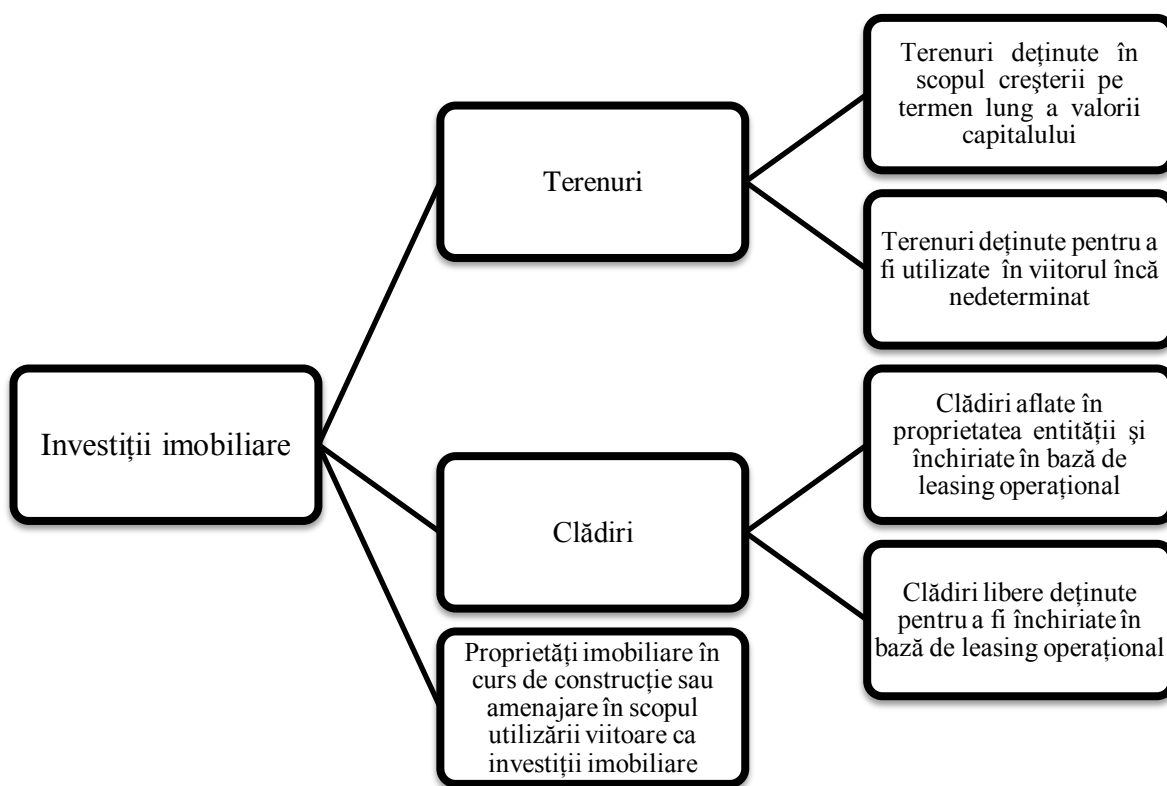 Investiții imobiliare
Terenuri
Terenuri deținute în
scopul creşterii pe
termen lung a valorii
capitalului
Terenuri deținute pentru a
fi utilizate în viitorul încă
nedeterminat
Clădiri
Clădiri aflate în
proprietatea entității şi
închiriate în bază de
leasing operațional
Clădiri libere deținute
pentru a fi închiriate în
bază de leasing operațional
Proprietăți imobiliare în
curs de construcție sau
amenajare în scopul
utilizării viitoare ca
investiții imobiliare